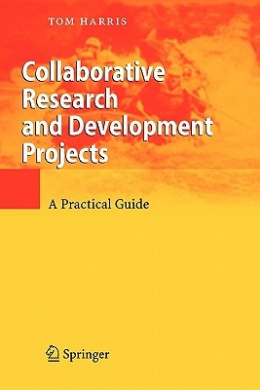 TOM HARRIS
Collaborative
Research
and Development
Projects
A Practical Guide
Springer